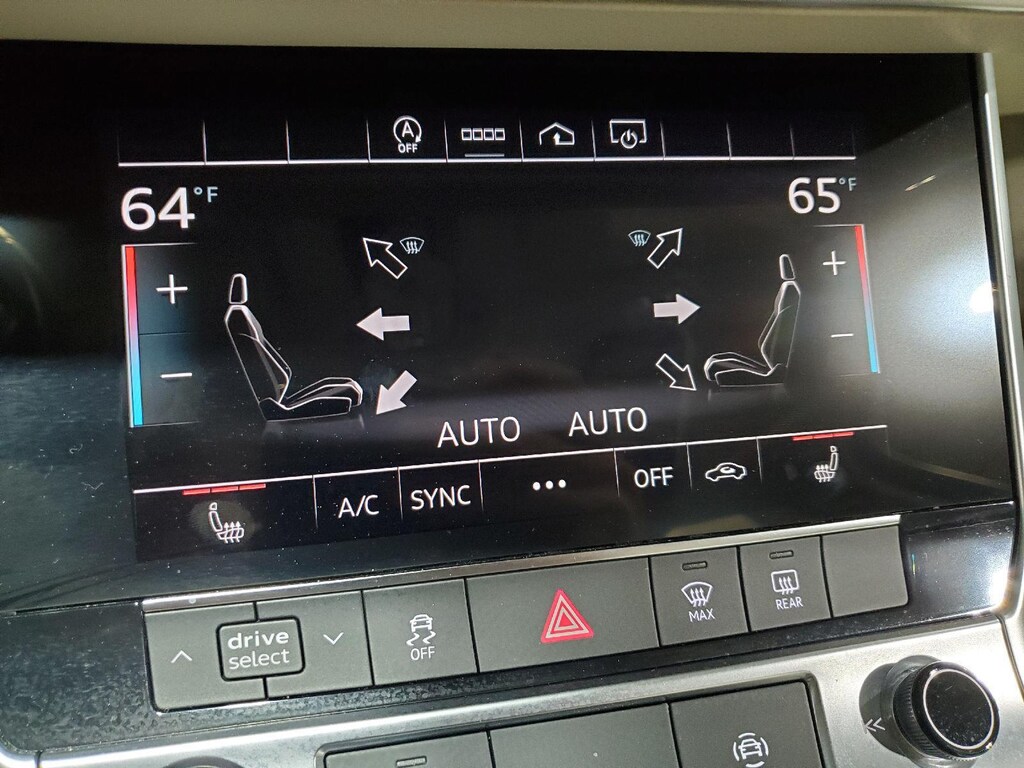 A
OFF
64°F
65°F
+
+
−
−
AUTO AUTO
A/C SYNC ••• OFF
drive
select
OFF
MAX
REAR